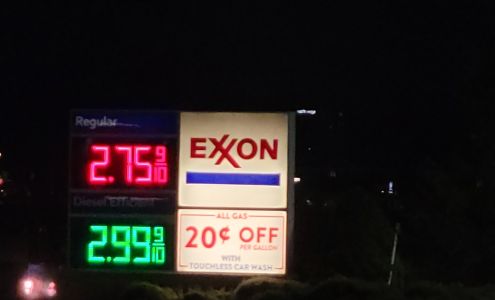 Regular
2.75 9/10
Diesel Efficient
2.99 9/10
EXXON
ALL GAS
20¢ OFF
PER GALLON
WITH
TOUCHLESS CAR WASH